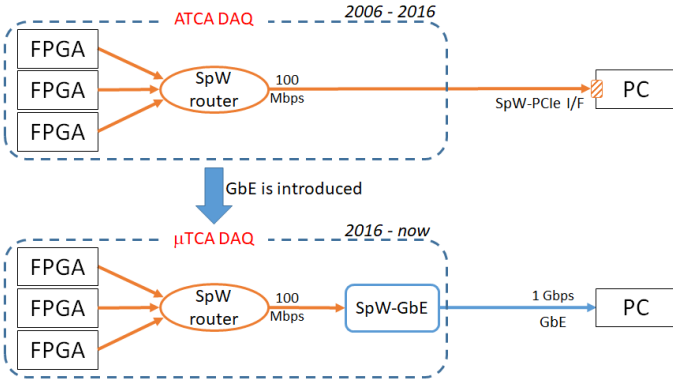 ATCA DAQ
2006 - 2016
FPGA
FPGA
FPGA
SpW
router
100
Mbps
SpW-PCIe I/F
PC
GbE is introduced
μTCA DAQ
2016 - now
FPGA
FPGA
FPGA
SpW
router
100
Mbps
SpW-GbE
1 Gbps
GbE
PC